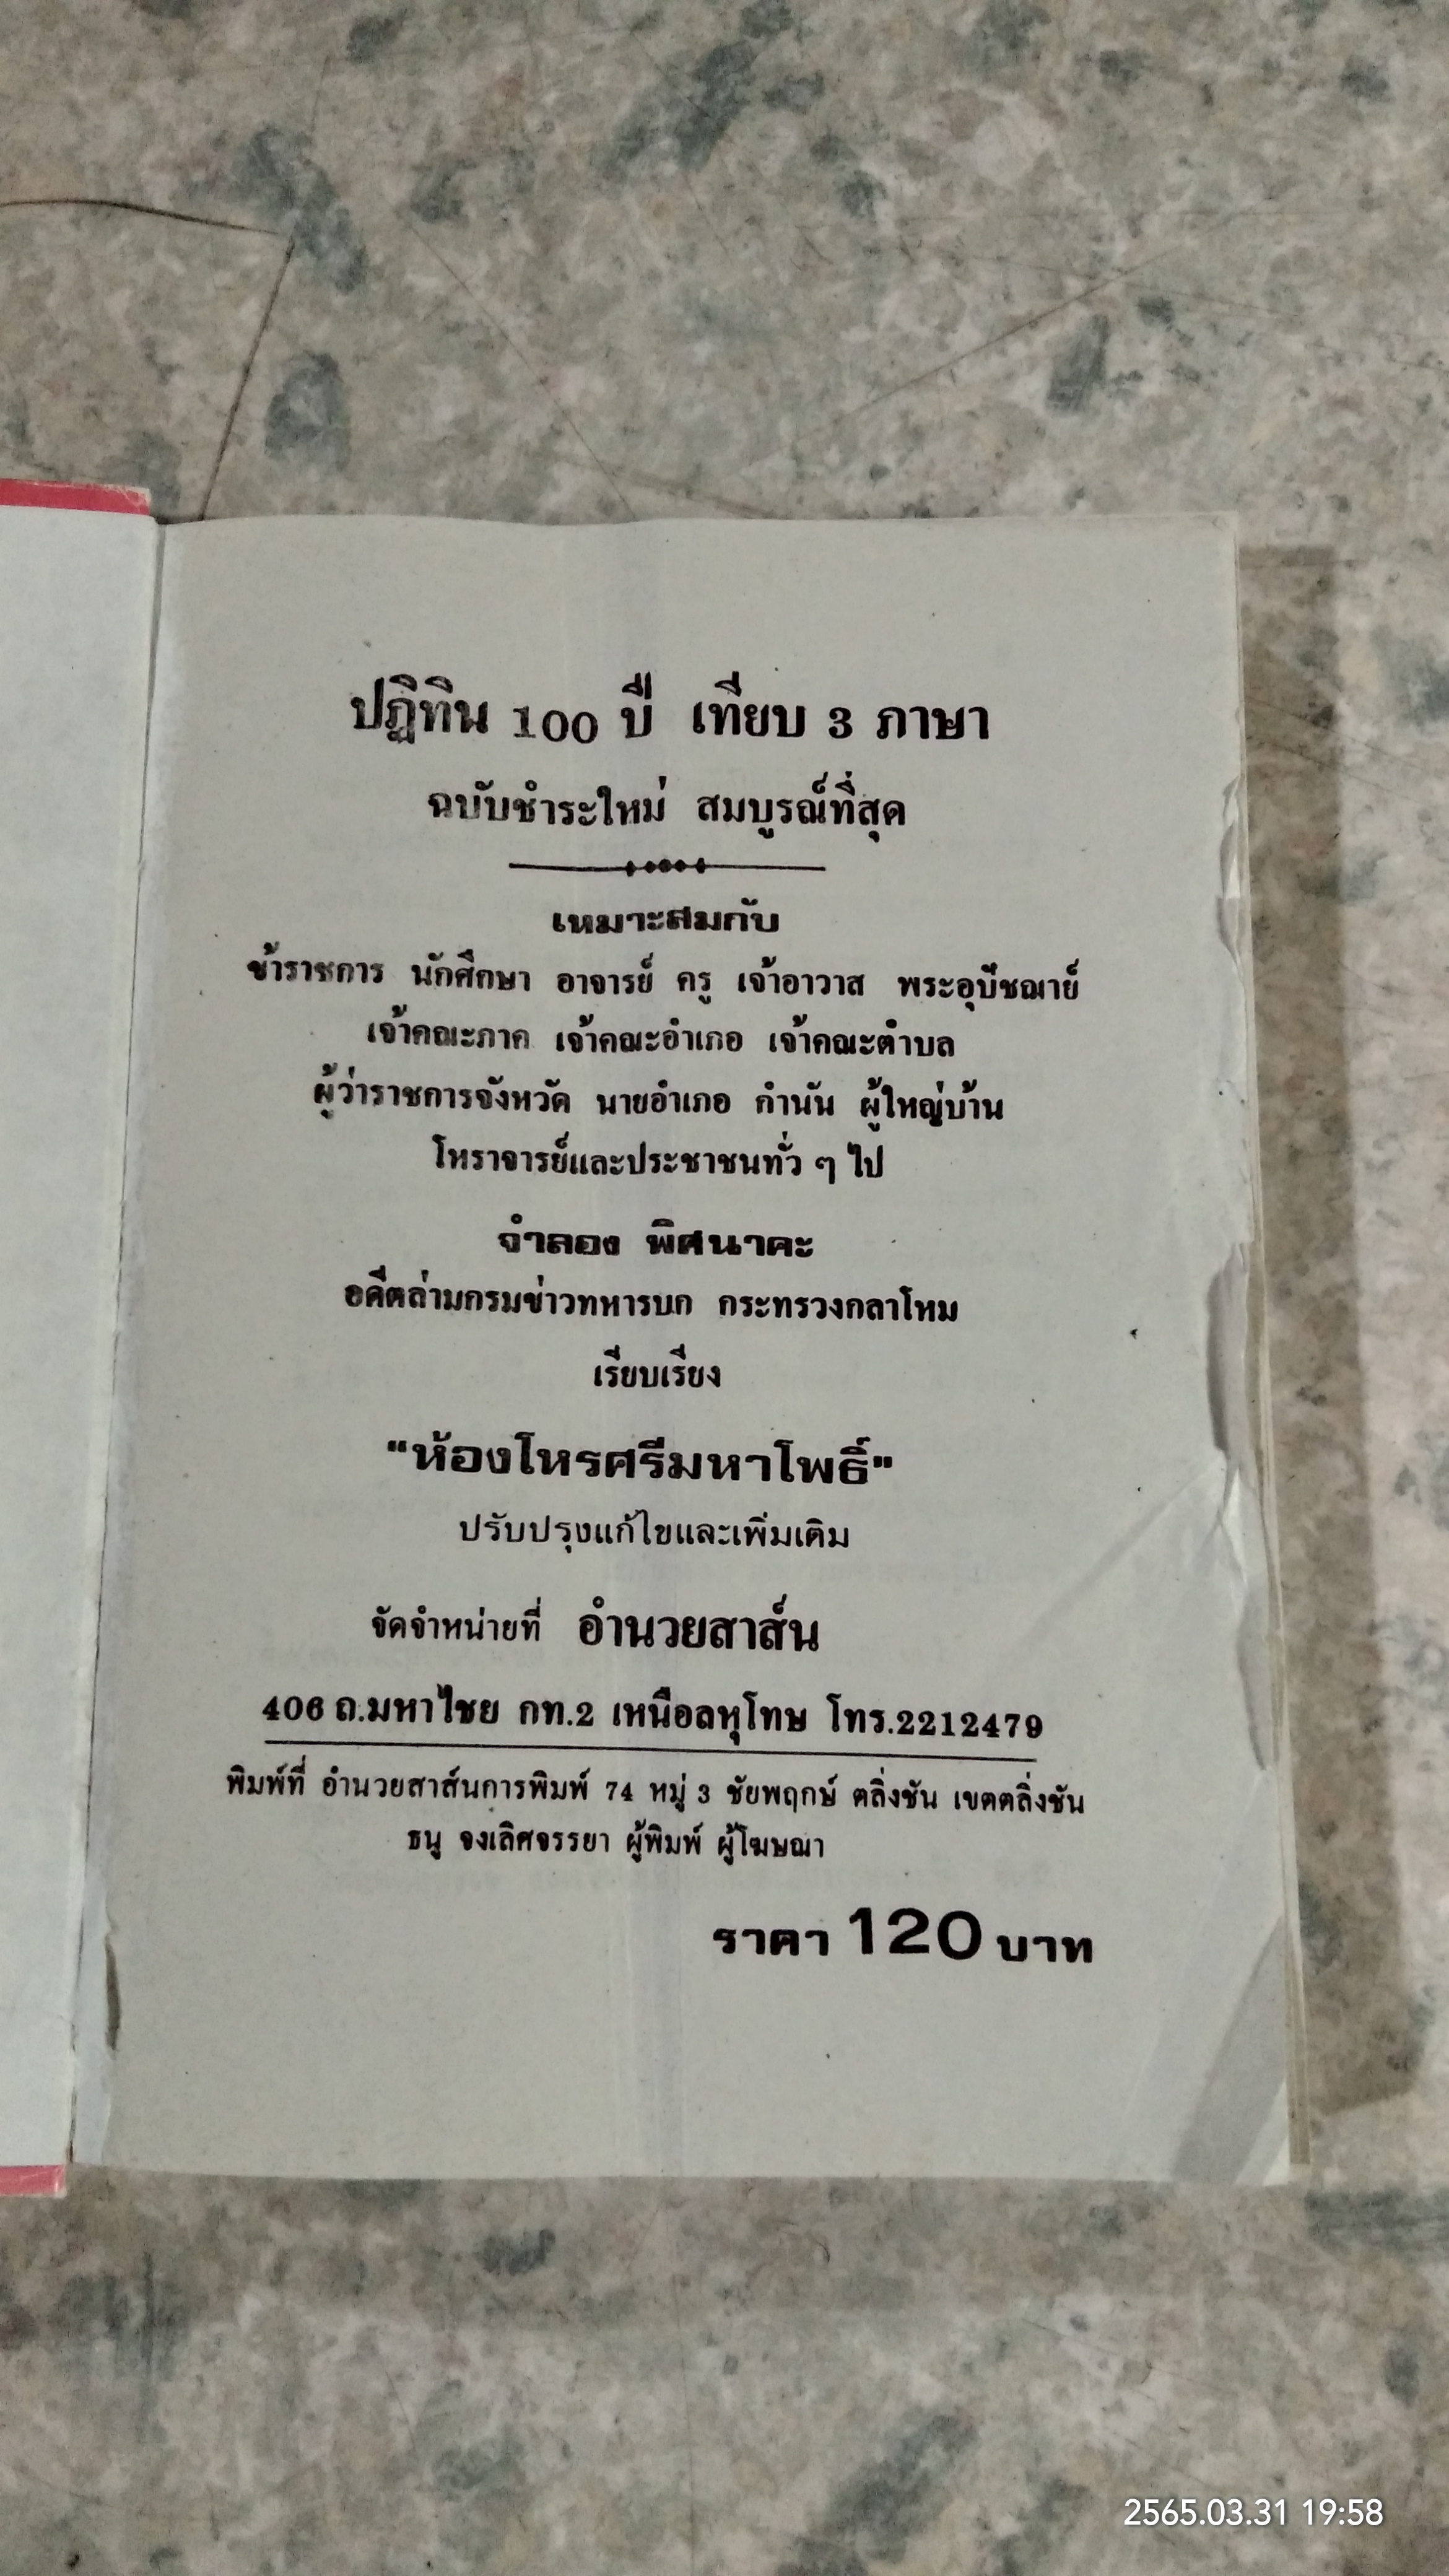 ปฏิทิน 100 ปี เทียบ 3 ภาษา
ฉบับชำระใหม่ สมบูรณ์ที่สุด
เหมาะสมกับ
ข้าราชการ นักศึกษา อาจารย์ ครู เจ้าอาวาส พระอุปัชฌาย์
เจ้าคณะภาค เจ้าคณะอำเภอ เจ้าคณะตำบล
ผู้ว่าราชการจังหวัด นายอำเภอ กำนัน ผู้ใหญ่บ้าน
โหราจารย์และประชาชนทั่ว ๆ ไป
จำลอง พิศนาคะ
อดีตล่ามกรมข่าวทหารบก กระทรวงกลาโหม
เรียบเรียง
"ห้องโหรศรีมหาโพธิ์"
ปรับปรุงแก้ไขและเพิ่มเติม
จัดจำหน่ายที่ อำนวยสาส์น
406 ถ.มหาไชย กท.2 เหนือลหุโทษ โทร.2212479
พิมพ์ที่ อำนวยสาส์นการพิมพ์ 74 หมู่ 3 ชัยพฤกษ์ ตลิ่งชัน เขตตลิ่งชัน
ธนู จงเลิศจรรยา ผู้พิมพ์ ผู้โฆษณา
ราคา 120 บาท
2565.03.31 19:58